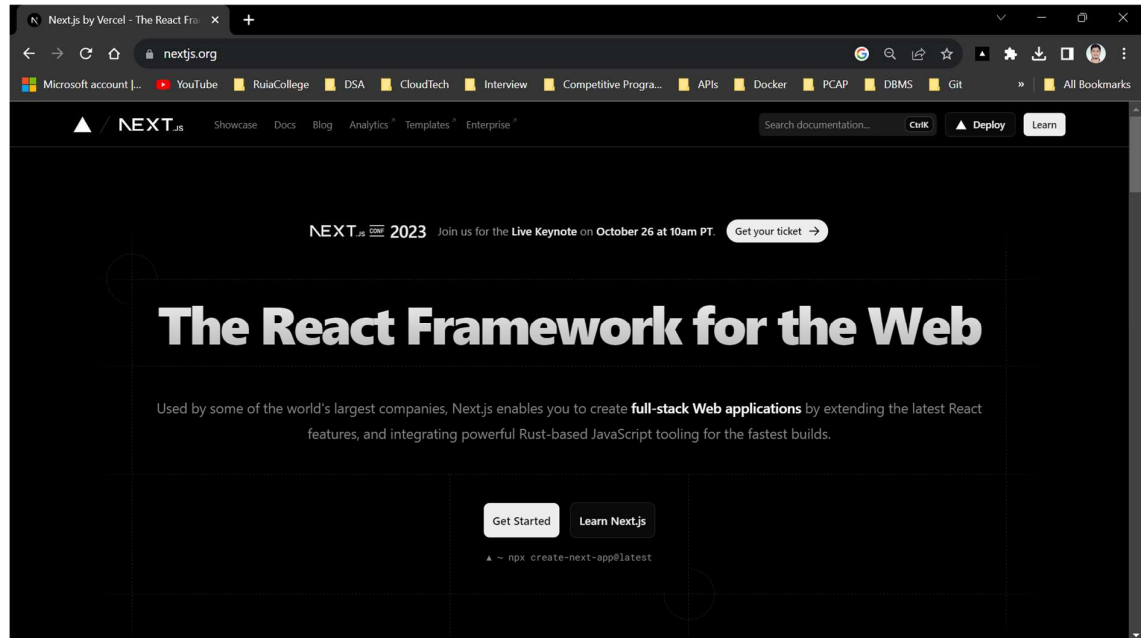 Next.js by Vercel - The React Fra
nextjs.org
Microsoft account |... YouTube RuiaCollege DSA CloudTech Interview Competitive Progra... APIs Docker PCAP DBMS Git » All Bookmarks
NEXT.JS Showcase Docs Blog Analytics Templates Enterprise Search documentation... CtrlK Deploy Learn
NEXT.JS CONF 2023 Join us for the Live Keynote on October 26 at 10am PT. Get your ticket →
The React Framework for the Web
Used by some of the world's largest companies, Next.js enables you to create full-stack Web applications by extending the latest React
features, and integrating powerful Rust-based JavaScript tooling for the fastest builds.
Get Started Learn Next.js
▲ ~ npx create-next-app@latest